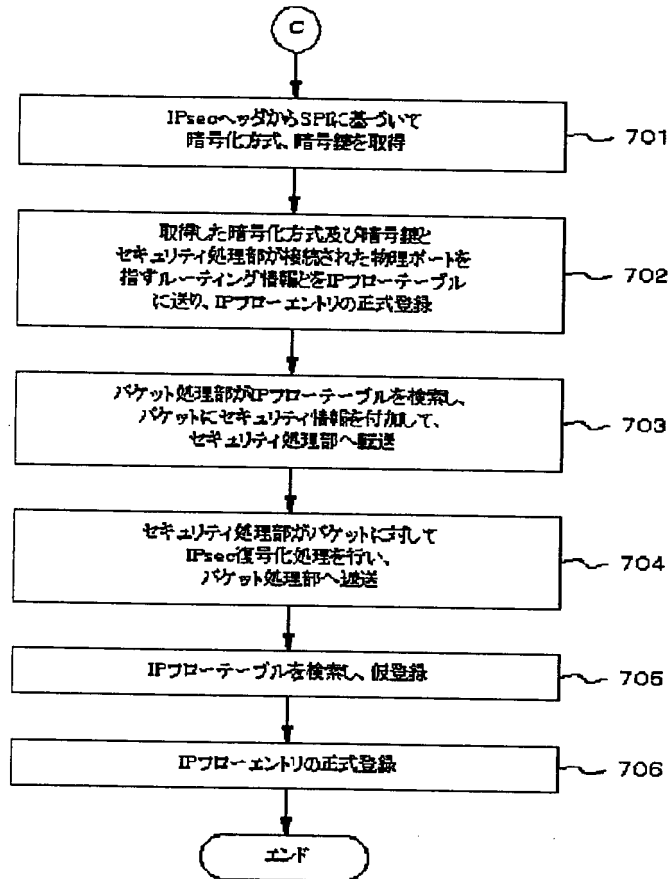 C
IPsecヘッダからSPIに基づいて
暗号化方式、暗号鍵を取得
701
取得した暗号化方式及び暗号鍵と
セキュリティ処理部が接続された物理ポートを
指すルーティング情報とをIPフローテーブル
に送り、IPフローエントリの正式登録
702
パケット処理部がIPフローテーブルを検索し、
パケットにセキュリティ情報を付加して、
セキュリティ処理部へ転送
703
セキュリティ処理部がパケットに対して
IPsec復号化処理を行い、
パケット処理部へ返送
704
IPフローテーブルを検索し、仮登録
705
IPフローエントリの正式登録
706
エンド